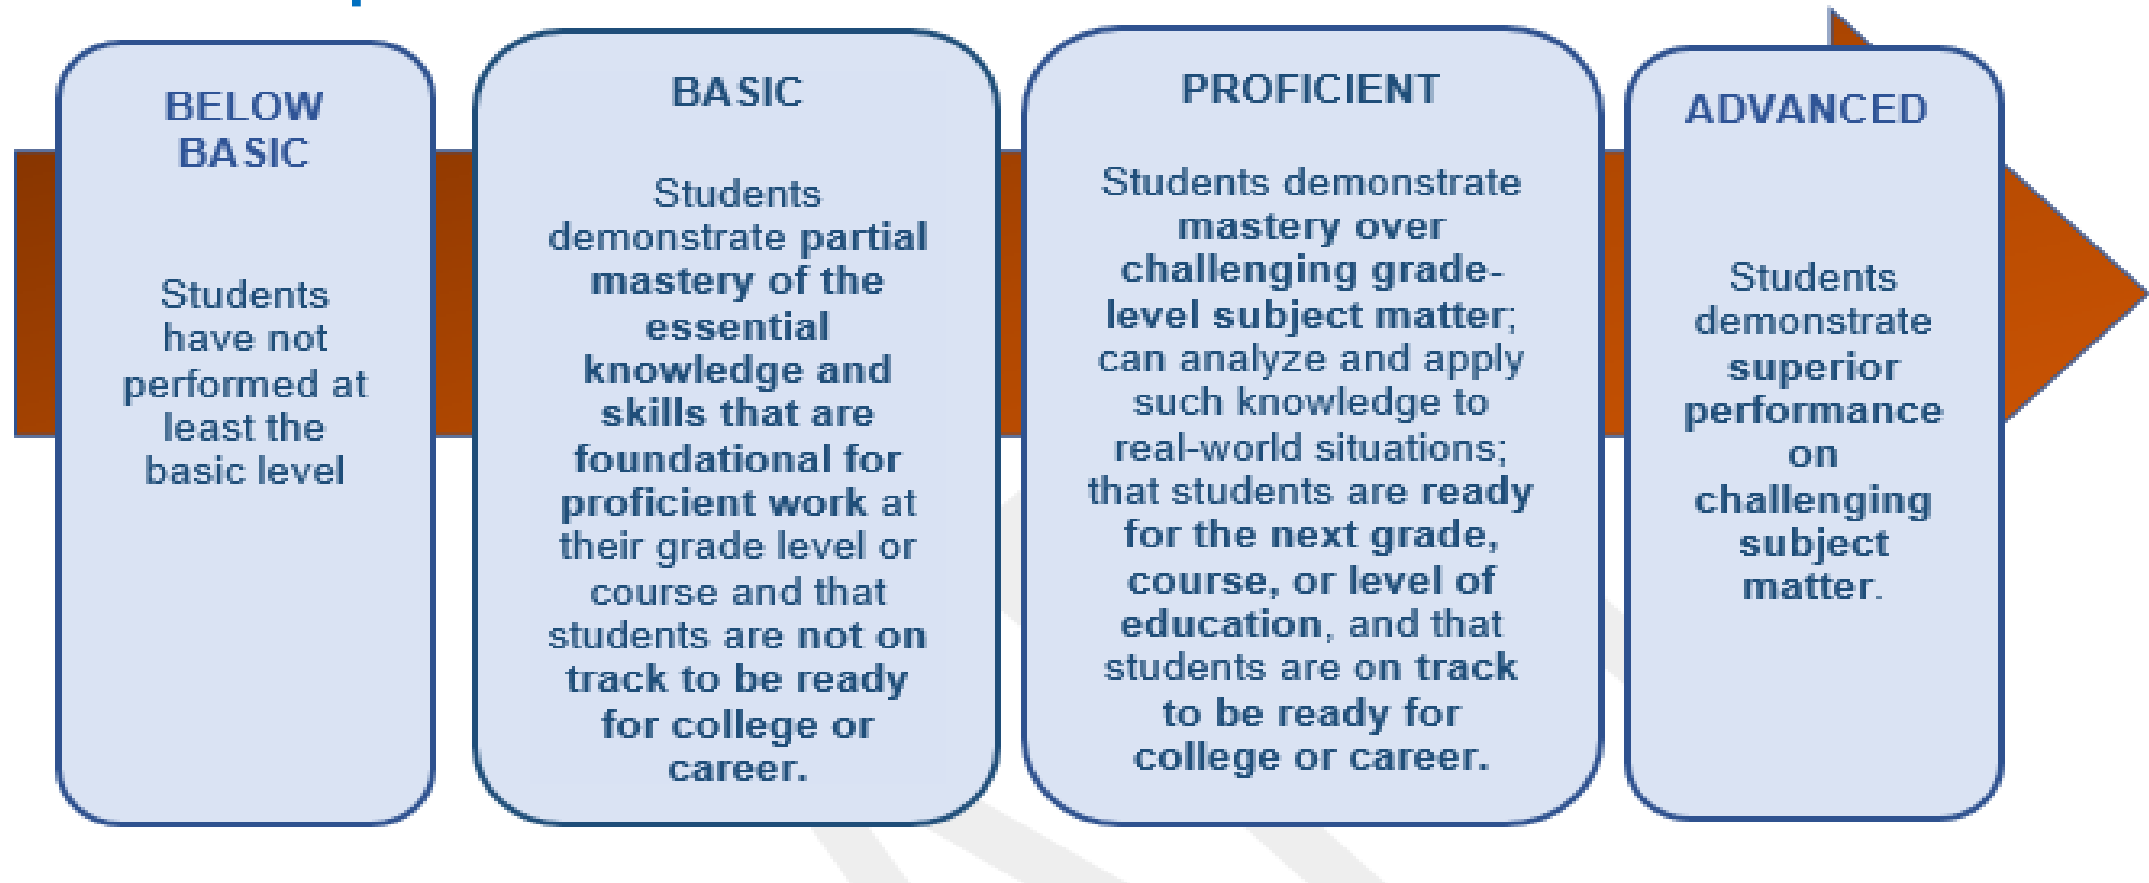 BELOW
BASIC
Students
have not
performed at
least the
basic level
BASIC
Students
demonstrate partial
mastery of the
essential
knowledge and
skills that are
foundational for
proficient work at
their grade level or
course and that
students are not on
track to be ready
for college or
career.
PROFICIENT
Students demonstrate
mastery over
challenging grade-
level subject matter;
can analyze and apply
such knowledge to
real-world situations;
that students are ready
for the next grade,
course, or level of
education, and that
students are on track
to be ready for
college or career.
ADVANCED
Students
demonstrate
superior
performance
on
challenging
subject
matter.